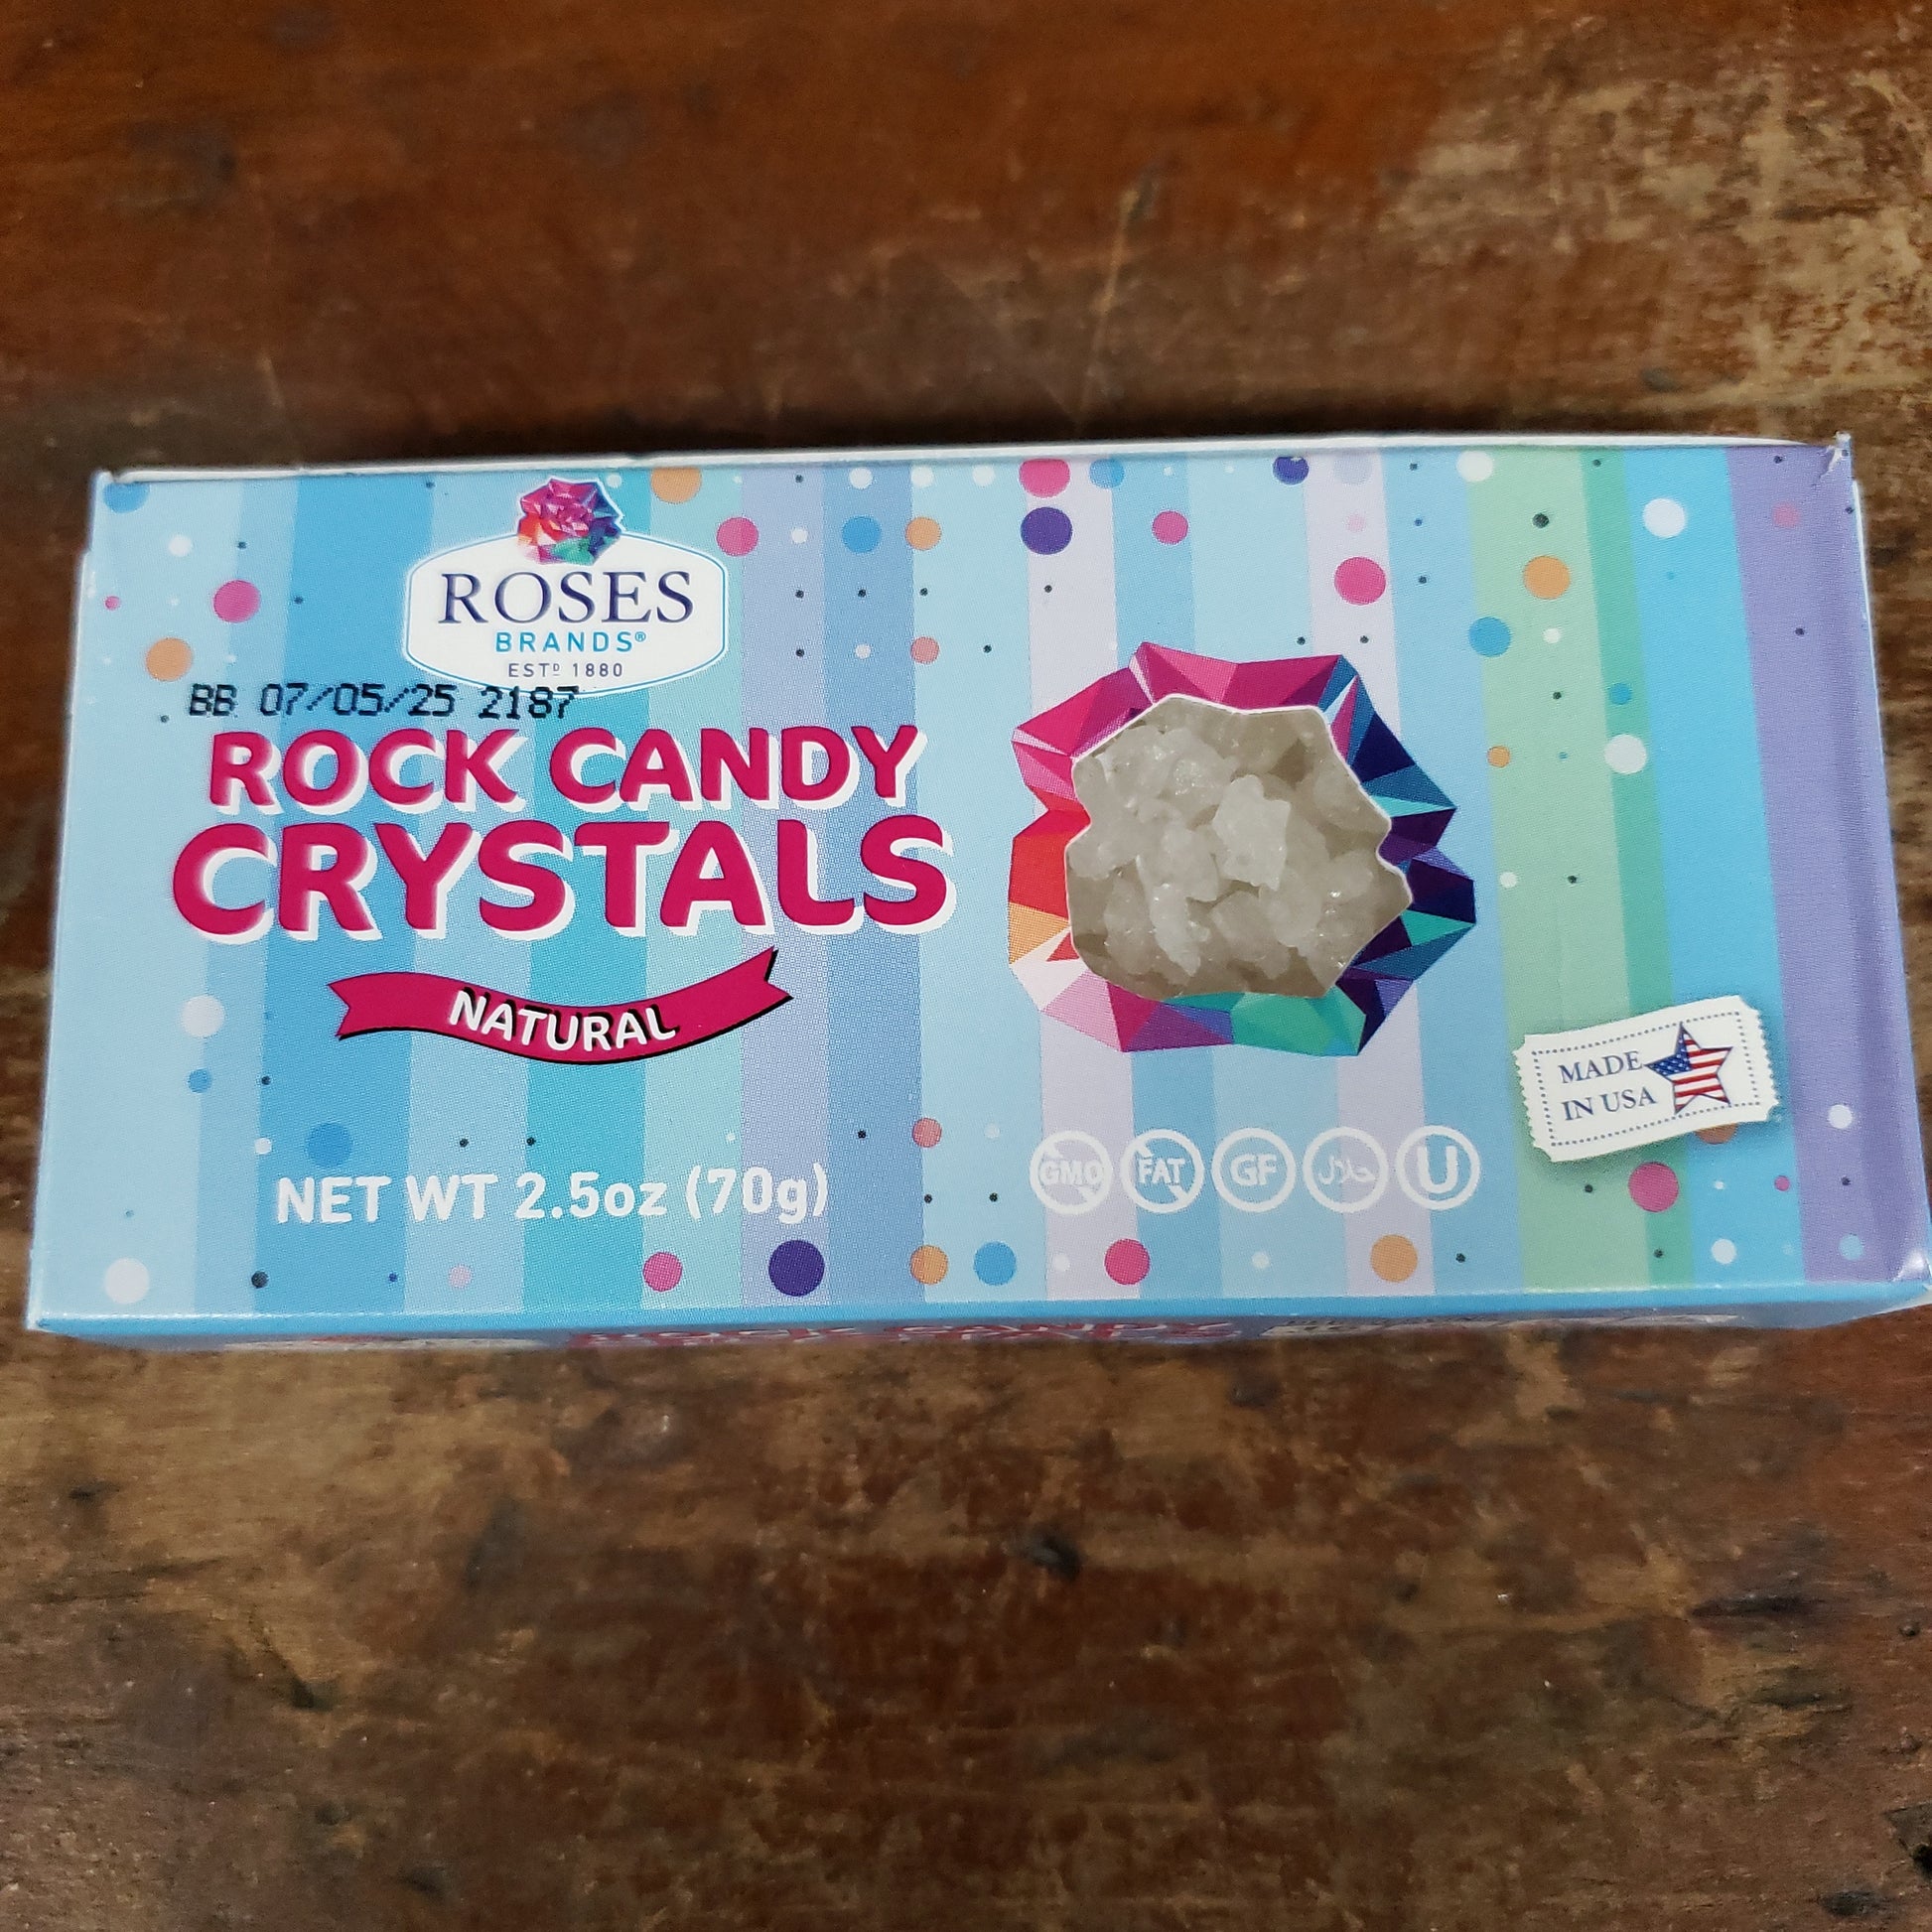 ROSES
BRANDS®
ESTD 1880
BB 07/05/25 2187
ROCK CANDY
CRYSTALS
NATURAL
NET WT 2.5oz (70g)
GMO FAT GF حلال U
MADE
IN USA